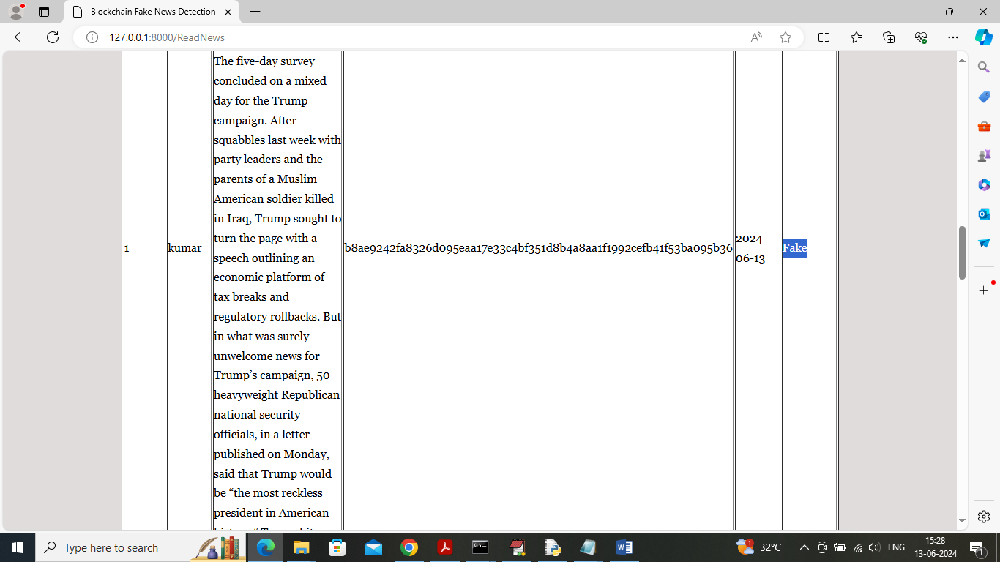 Blockchain Fake News Detection
127.0.0.1:8000/ReadNews
The five-day survey
concluded on a mixed
day for the Trump
campaign. After
squabbles last week with
party leaders and the
parents of a Muslim
American soldier killed
in Iraq, Trump sought to
turn the page with a
speech outlining an
economic platform of
tax breaks and
regulatory rollbacks. But
in what was surely
unwelcome news for
Trump’s campaign, 50
heavyweight Republican
national security
officials, in a letter
published on Monday,
said that Trump would
be “the most reckless
president in American
1
kumar
b8ae9242fa8326d095eaa17e33c4bf351d8b4a8aa1f1992cefb41f53ba095b36
2024-
06-13
Fake
Type here to search
32°C
ENG
15:28
13-06-2024
1
1